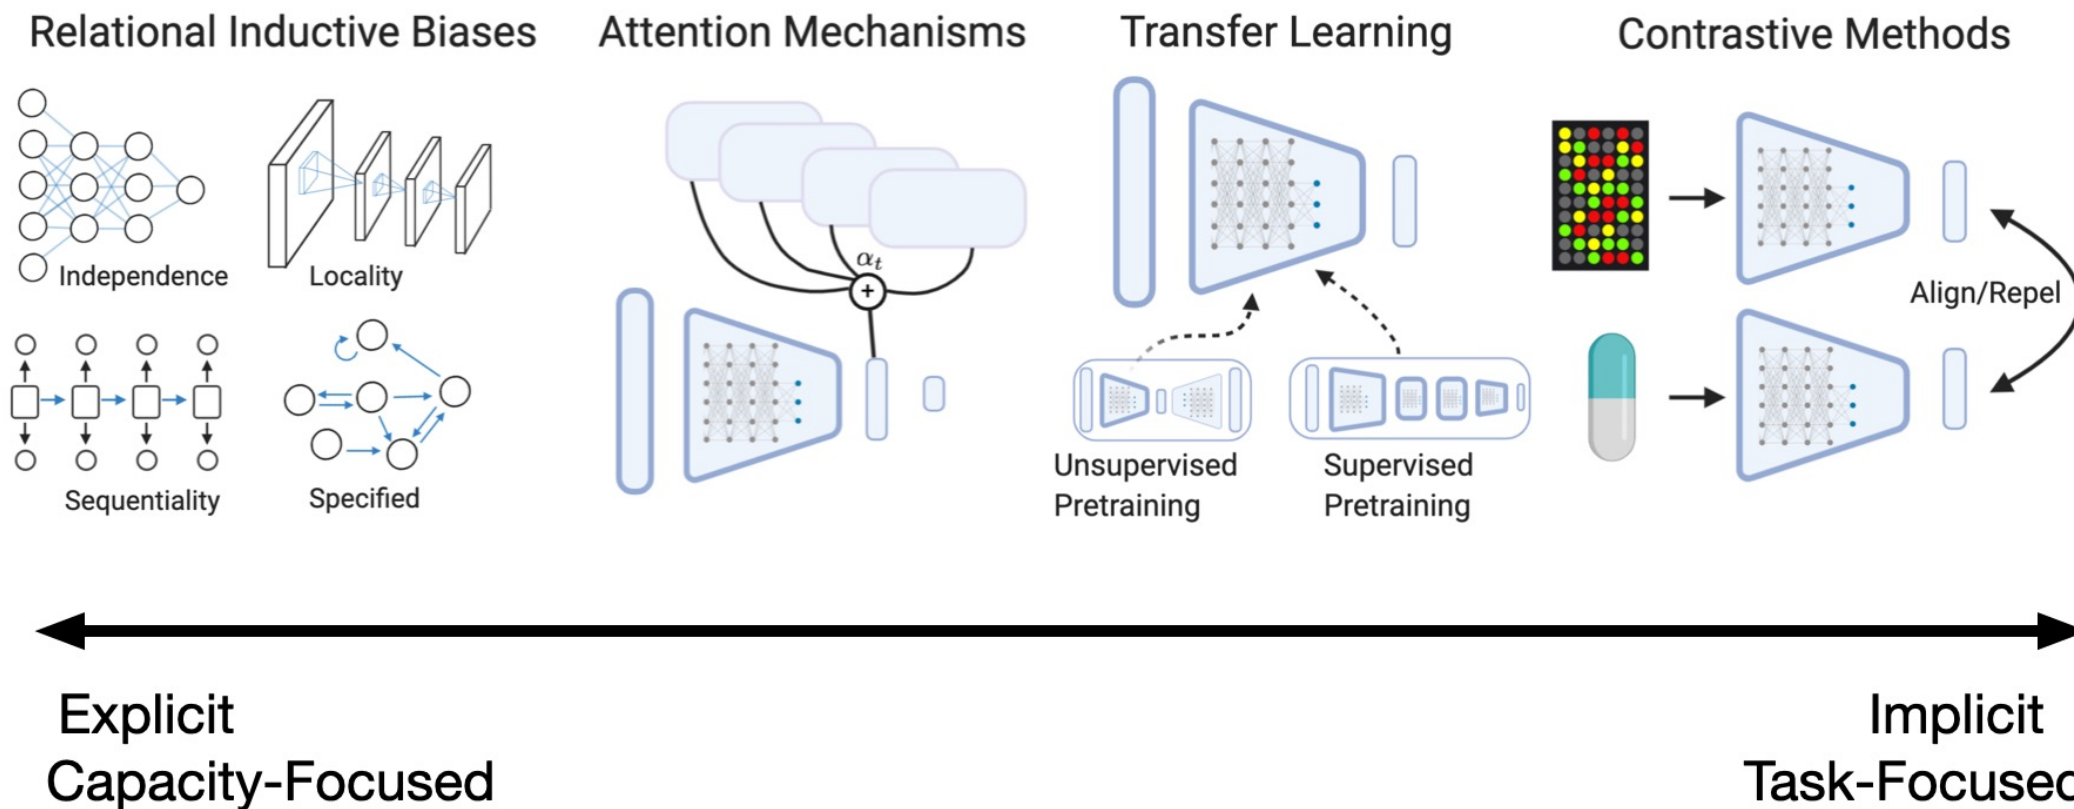 Relational Inductive Biases
Attention Mechanisms
Transfer Learning
Contrastive Methods
Independence
Locality
Sequentiality
Specified
αt
+
Unsupervised
Pretraining
Supervised
Pretraining
Align/Repel
Explicit
Capacity-Focused
Implicit
Task-Focused